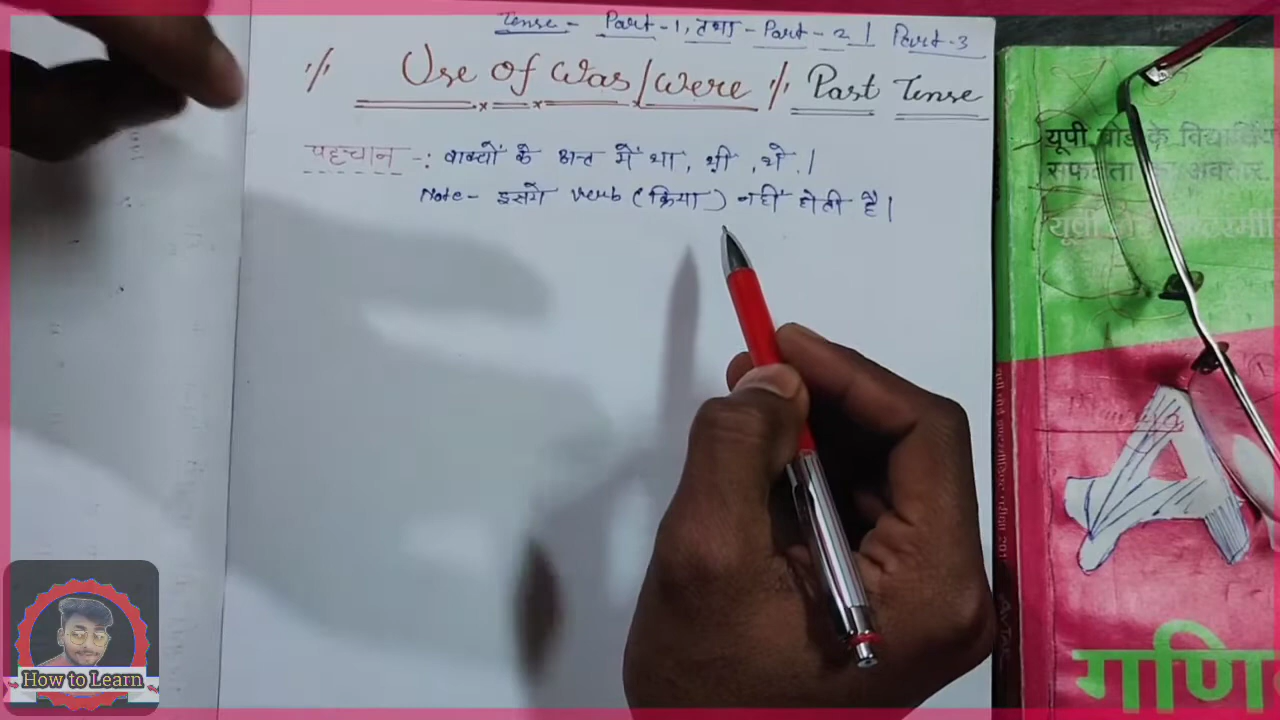 Tense - Part-1, तथा - Part-2 | Part-3
Use of Was/Were Past Tense
पहचान -: वाक्यों के अन्त में था, थी, थे.|
Note- इसमें Verb (क्रिया) नहीं होती है|
यूपी बोर्ड के विद्यार्थि
सफलता का अवतार.
यूपी बोर्ड
गणि
How to Learn